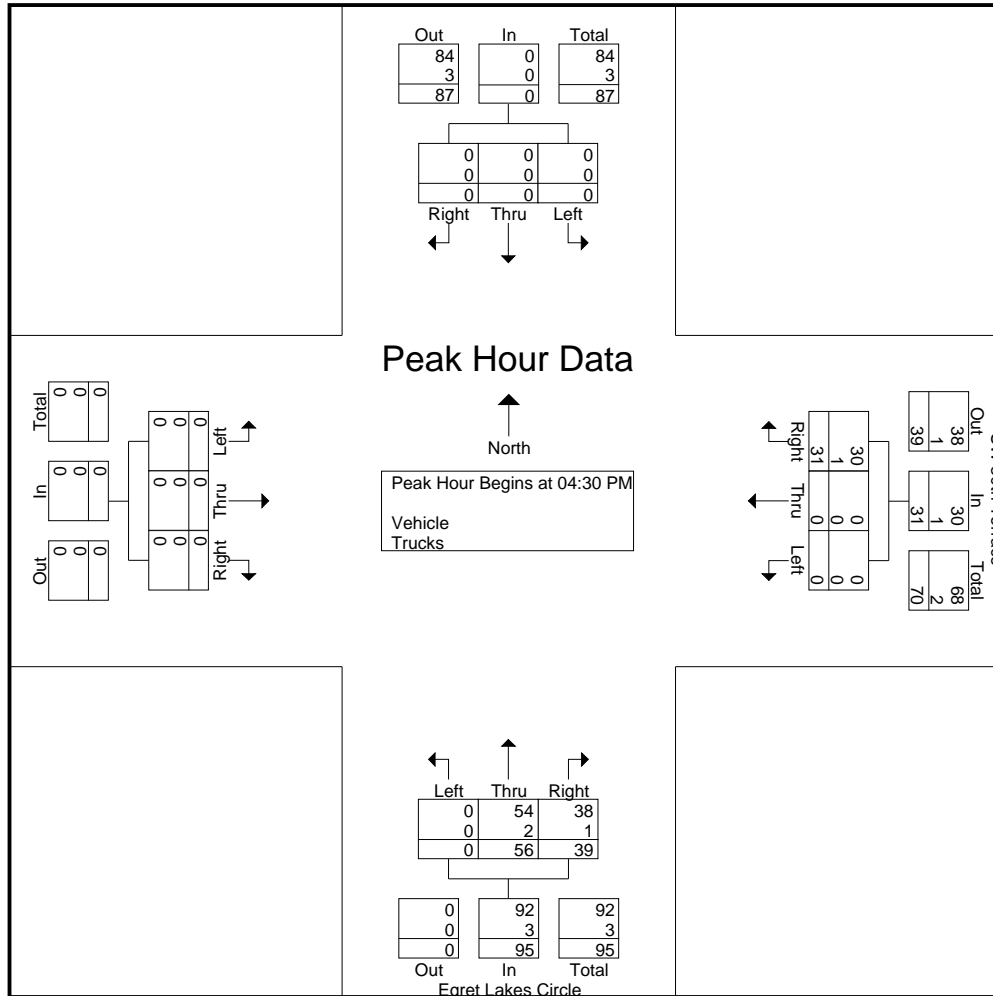 Out In Total
84 0 84
3 0 3
87 0 87
0 0 0
0 0 0
0 0 0
Right Thru Left
Peak Hour Data
North
Peak Hour Begins at 04:30 PM
Vehicle
Trucks
Total
0 0 0
In
0 0 0
Out
0 0 0
Left
0 0 0
Thru
0 0 0
Right
0 0 0
Right
30 1 31
Thru
0 0 0
Left
0 0 0
Out
38 1 39
In
30 1 31
Total
68 2 70
Left Thru Right
0 54 38
0 2 1
0 56 39
0 92 92
0 3 3
0 95 95
Out In Total
Egret Lakes Circle